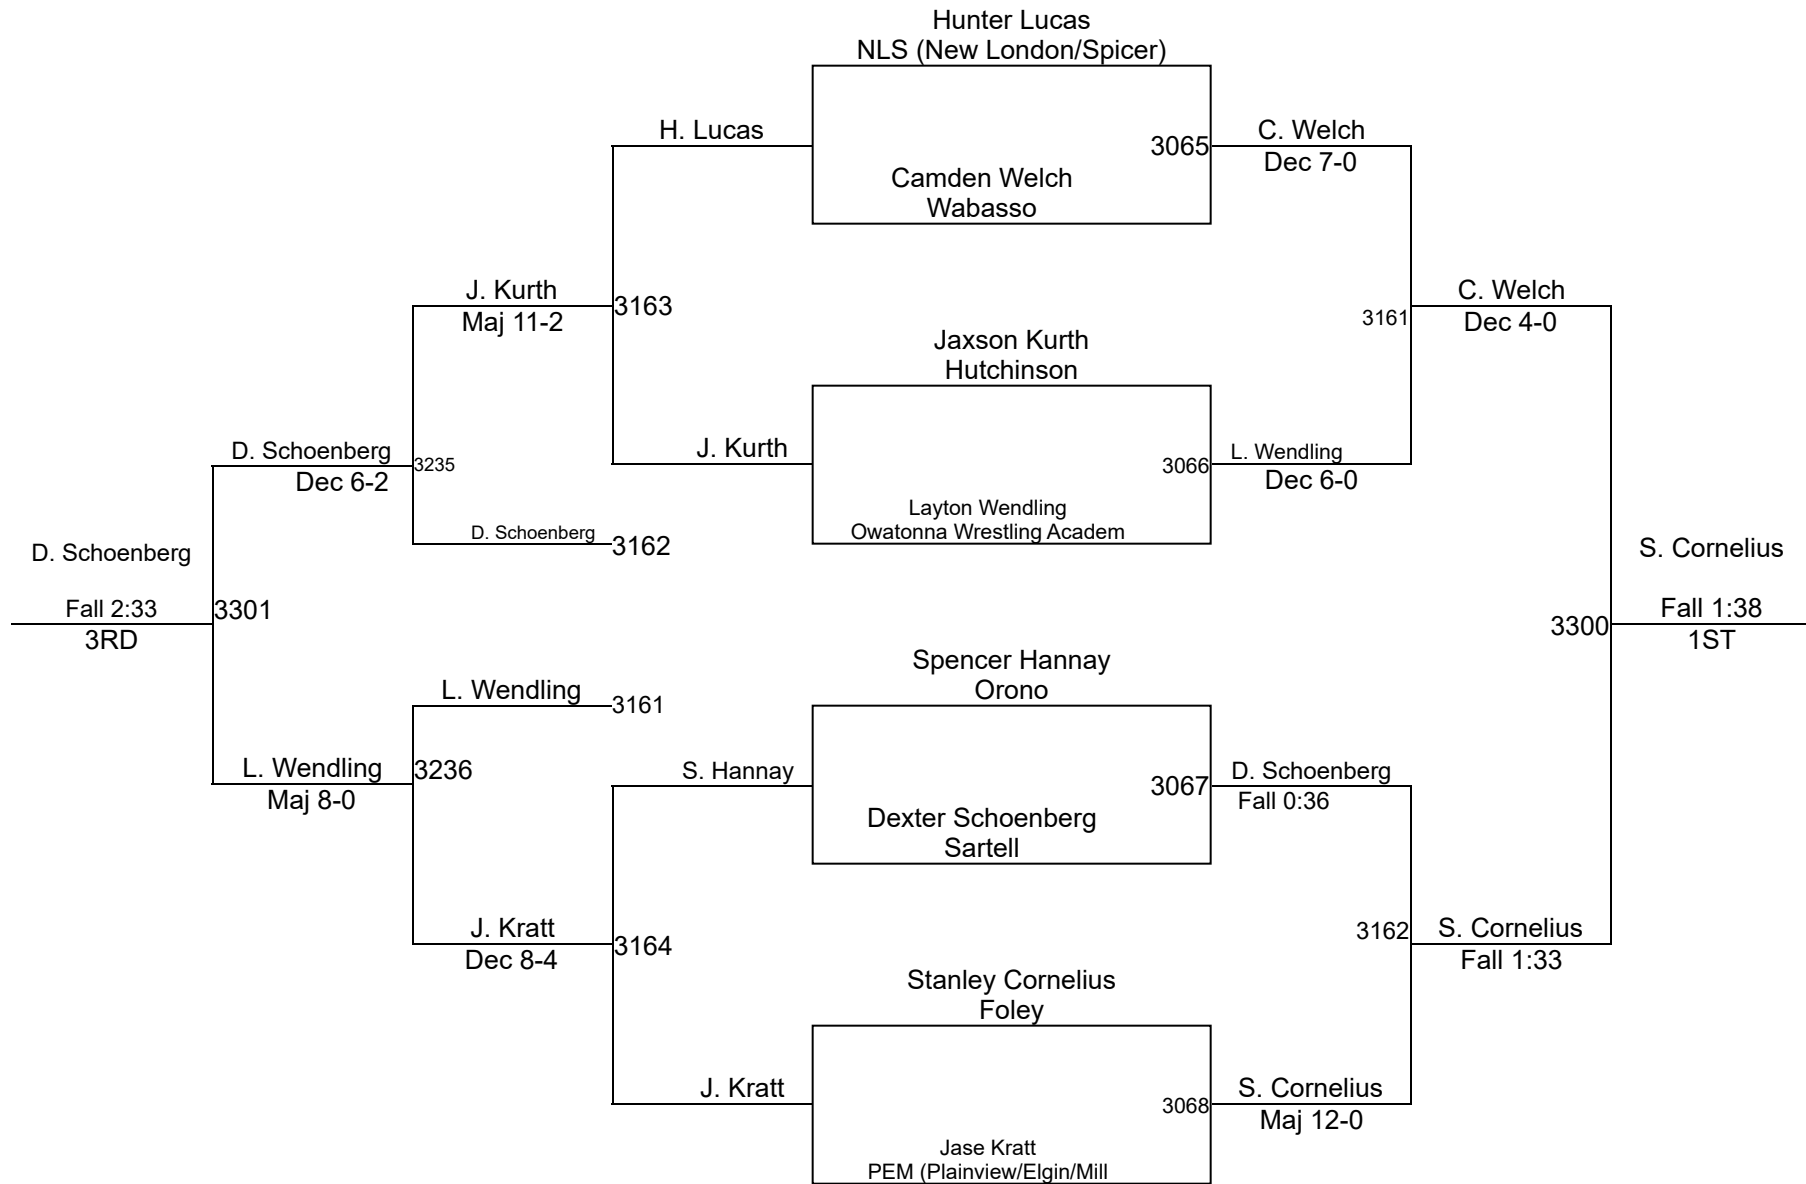 Hunter Lucas
NLS (New London/Spicer)
H. Lucas
3065
C. Welch
Dec 7-0
Camden Welch
Wabasso
J. Kurth
Maj 11-2
3163
3161
C. Welch
Dec 4-0
Jaxson Kurth
Hutchinson
D. Schoenberg
Dec 6-2
3235
J. Kurth
3066
L. Wendling
Dec 6-0
Layton Wendling
Owatonna Wrestling Academ
D. Schoenberg
3162
D. Schoenberg
Fall 2:33
3RD
3301
S. Cornelius
Fall 1:38
1ST
3300
Spencer Hannay
Orono
L. Wendling
3161
L. Wendling
Maj 8-0
3236
S. Hannay
3067
D. Schoenberg
Fall 0:36
Dexter Schoenberg
Sartell
J. Kratt
Dec 8-4
3164
3162
S. Cornelius
Fall 1:33
Stanley Cornelius
Foley
J. Kratt
3068
S. Cornelius
Maj 12-0
Jase Kratt
PEM (Plainview/Elgin/Mill